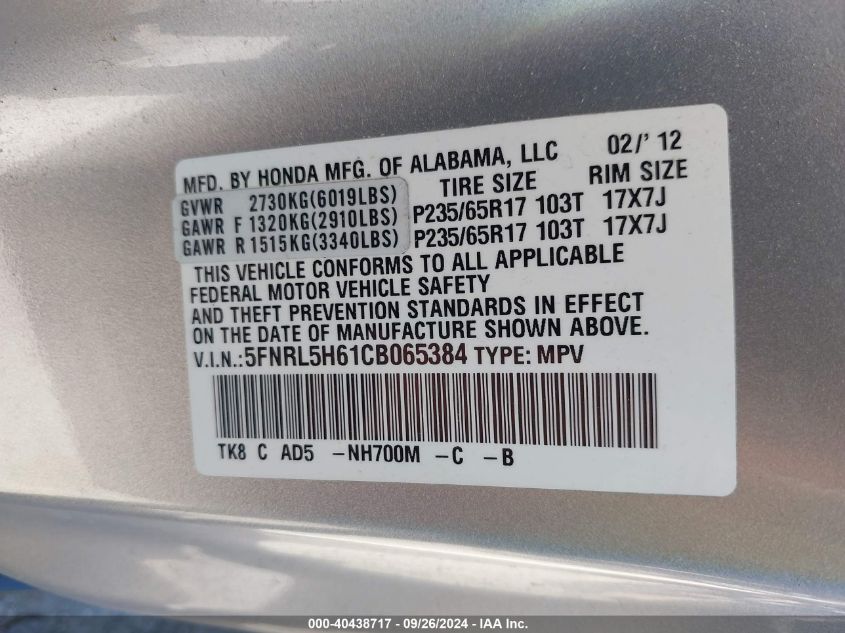 MFD. BY HONDA MFG. OF ALABAMA, LLC 02/' 12
GVWR 2730KG(6019LBS) TIRE SIZE RIM SIZE
GAWR F 1320KG(2910LBS) P235/65R17 103T 17X7J
GAWR R 1515KG(3340LBS) P235/65R17 103T 17X7J
THIS VEHICLE CONFORMS TO ALL APPLICABLE
FEDERAL MOTOR VEHICLE SAFETY
AND THEFT PREVENTION STANDARDS IN EFFECT
ON THE DATE OF MANUFACTURE SHOWN ABOVE.
V.I.N.:5FNRL5H61CB065384 TYPE: MPV
TK8 C AD5 -NH700M -C -B
000-40438717 - 09/26/2024 - IAA Inc.